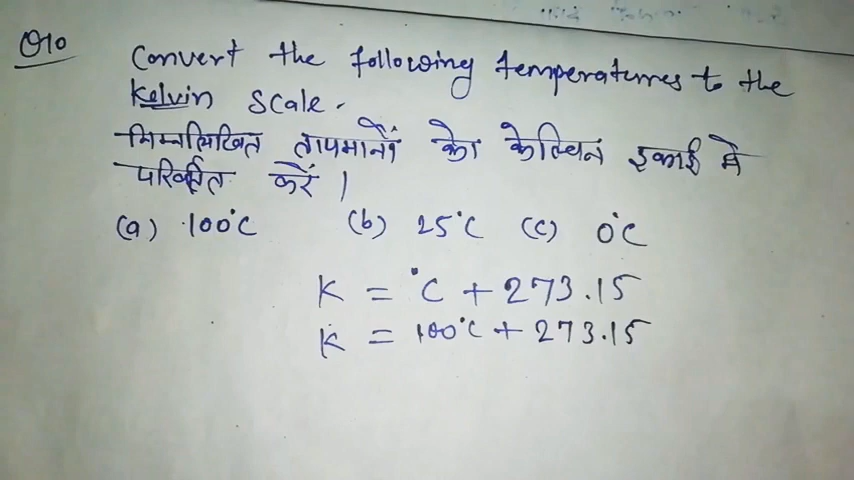 Q10
Convert the following temperatures to the
Kelvin Scale.
निम्नलिखित तापमानों को केल्विन इकाई में
परिवर्तित करें।
(a) 100°C (b) 25°C (c) 0°C
K = °C + 273.15
K = 100°C + 273.15